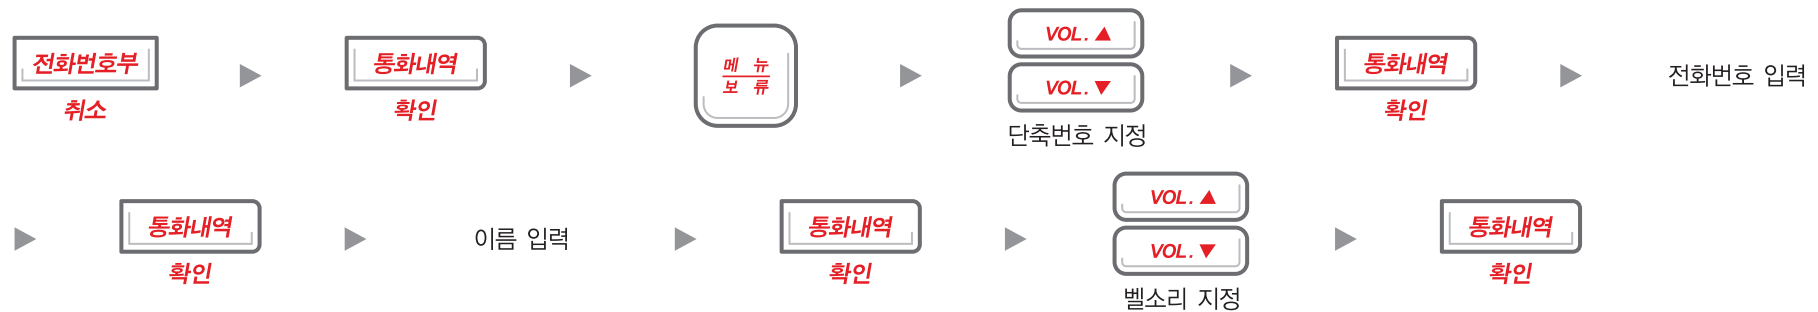 전화번호부
취소
통화내역
확인
메 뉴
보 류
VOL. ▲
VOL. ▼
단축번호 지정
통화내역
확인
전화번호 입력
통화내역
확인
이름 입력
통화내역
확인
VOL. ▲
VOL. ▼
벨소리 지정
통화내역
확인